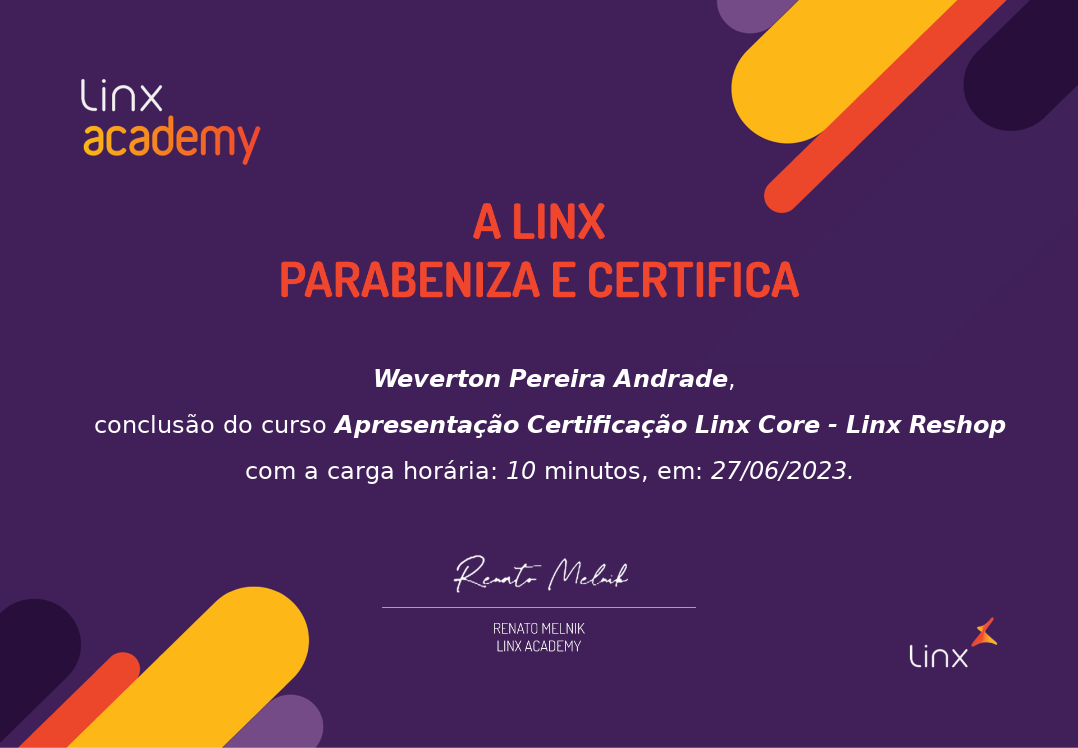 Linx
academy
A LINX
PARABENIZA E CERTIFICA
Weverton Pereira Andrade,
conclusão do curso Apresentação Certificação Linx Core - Linx Reshop
com a carga horária: 10 minutos, em: 27/06/2023.
Renato Melnik
RENATO MELNIK
LINX ACADEMY
Linx